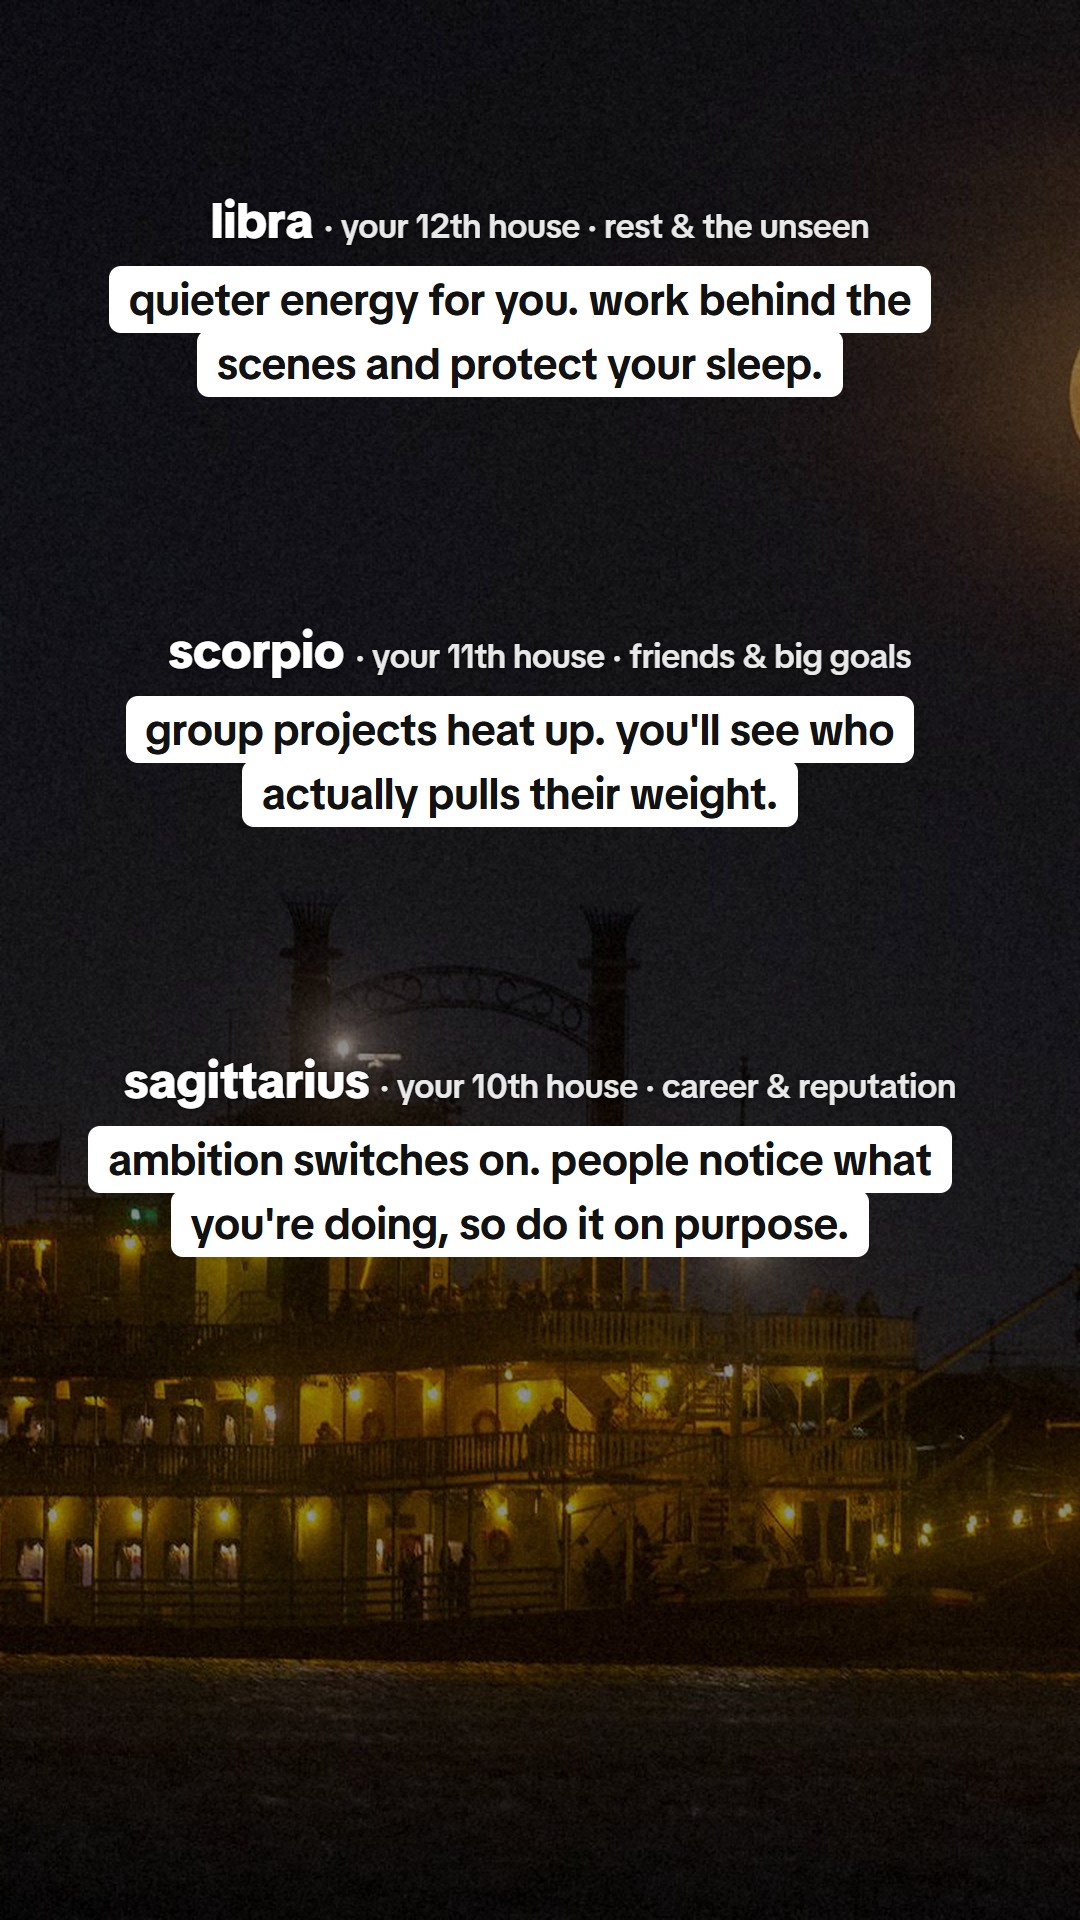 libra · your 12th house · rest & the unseen
quieter energy for you. work behind the
scenes and protect your sleep.
scorpio · your 11th house · friends & big goals
group projects heat up. you'll see who
actually pulls their weight.
sagittarius · your 10th house · career & reputation
ambition switches on. people notice what
you're doing, so do it on purpose.